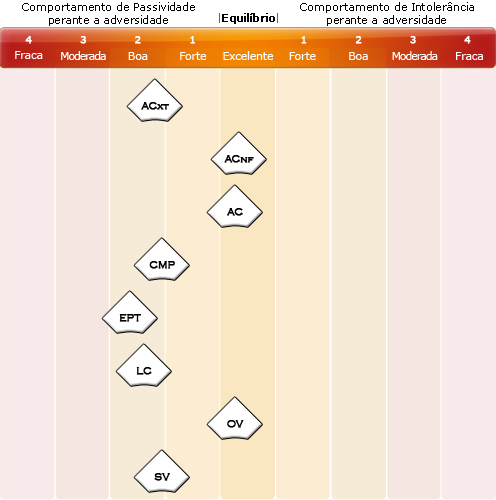 Comportamento de Passividade
perante a adversidade
|Equilíbrio|
Comportamento de Intolerância
perante a adversidade
4 3 2 1 1 2 3 4
Fraca Moderada Boa Forte Excelente Forte Boa Moderada Fraca
ACXT
ACNF
AC
CMP
EPT
LC
OV
SV